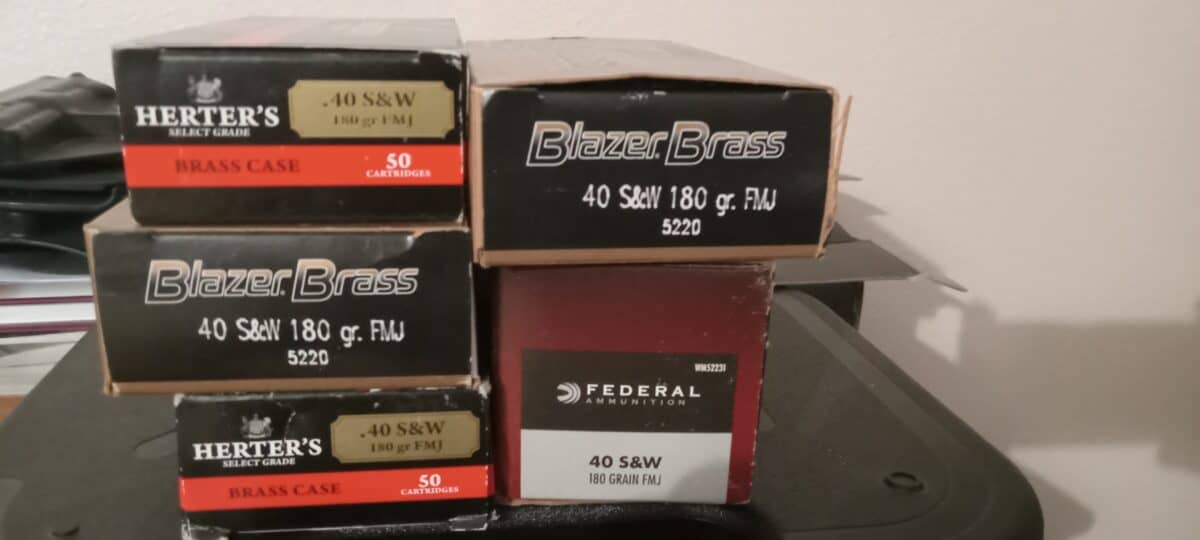 HERTER'S
SELECT GRADE
.40 S&W
180 gr FMJ
BRASS CASE
50
CARTRIDGES
Blazer Brass
40 S&W 180 gr. FMJ
5220
Blazer Brass
40 S&W 180 gr. FMJ
5220
WM52231
FEDERAL
AMMUNITION
40 S&W
180 GRAIN FMJ
HERTER'S
SELECT GRADE
.40 S&W
180 gr FMJ
BRASS CASE
50
CARTRIDGES